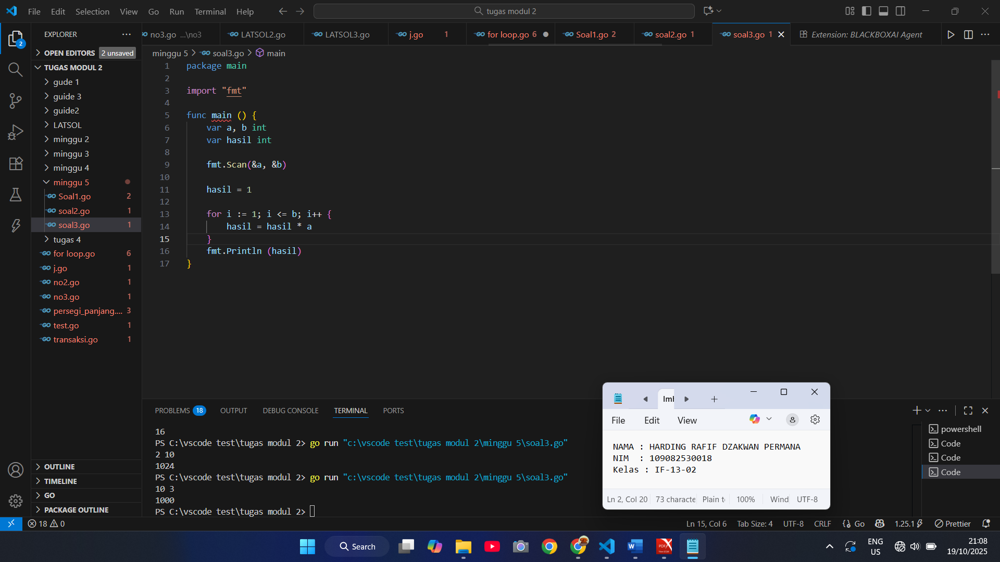 File Edit Selection View Go Run Terminal Help
tugas modul 2
EXPLORER
no3.go ...\no3
LATSOL2.go
LATSOL3.go
j.go 1
for loop.go 6
Soal1.go 2
soal2.go 1
soal3.go 1
Extension: BLACKBOXAI Agent
OPEN EDITORS 2 unsaved
TUGAS MODUL 2
gude 1
guide 3
guide2
LATSOL
minggu 2
minggu 3
minggu 4
minggu 5
Soal1.go 2
soal2.go 1
soal3.go 1
tugas 4
for loop.go 6
j.go 1
no2.go 1
no3.go 1
persegi_panjang.... 3
test.go 1
transaksi.go 1
OUTLINE
TIMELINE
GO
PACKAGE OUTLINE
2
minggu 5 > soal3.go > main
1 package main
2
3 import "fmt"
4
5 func main () {
6 var a, b int
7 var hasil int
8
9 fmt.Scan(&a, &b)
10
11 hasil = 1
12
13 for i := 1; i <= b; i++ {
14 hasil = hasil * a
15 }
16 fmt.Println (hasil)
17 }
PROBLEMS 18 OUTPUT DEBUG CONSOLE TERMINAL PORTS
16
PS C:\vscode test\tugas modul 2> go run "c:\vscode test\tugas modul 2\minggu 5\soal3.go"
2 10
1024
PS C:\vscode test\tugas modul 2> go run "c:\vscode test\tugas modul 2\minggu 5\soal3.go"
10 3
1000
PS C:\vscode test\tugas modul 2>
powershell
Code
Code
Code
File Edit View
NAMA : HARDING RAFIF DZAKWAN PERMANA
NIM : 109082530018
Kelas : IF-13-02
Ln 2, Col 20 73 characte Plain t 100% Wind UTF-8
18 0
Ln 15, Col 6 Tab Size: 4 UTF-8 CRLF Go 1.25.1 Prettier
Search
PDF
ENG
US
21:08
19/10/2025